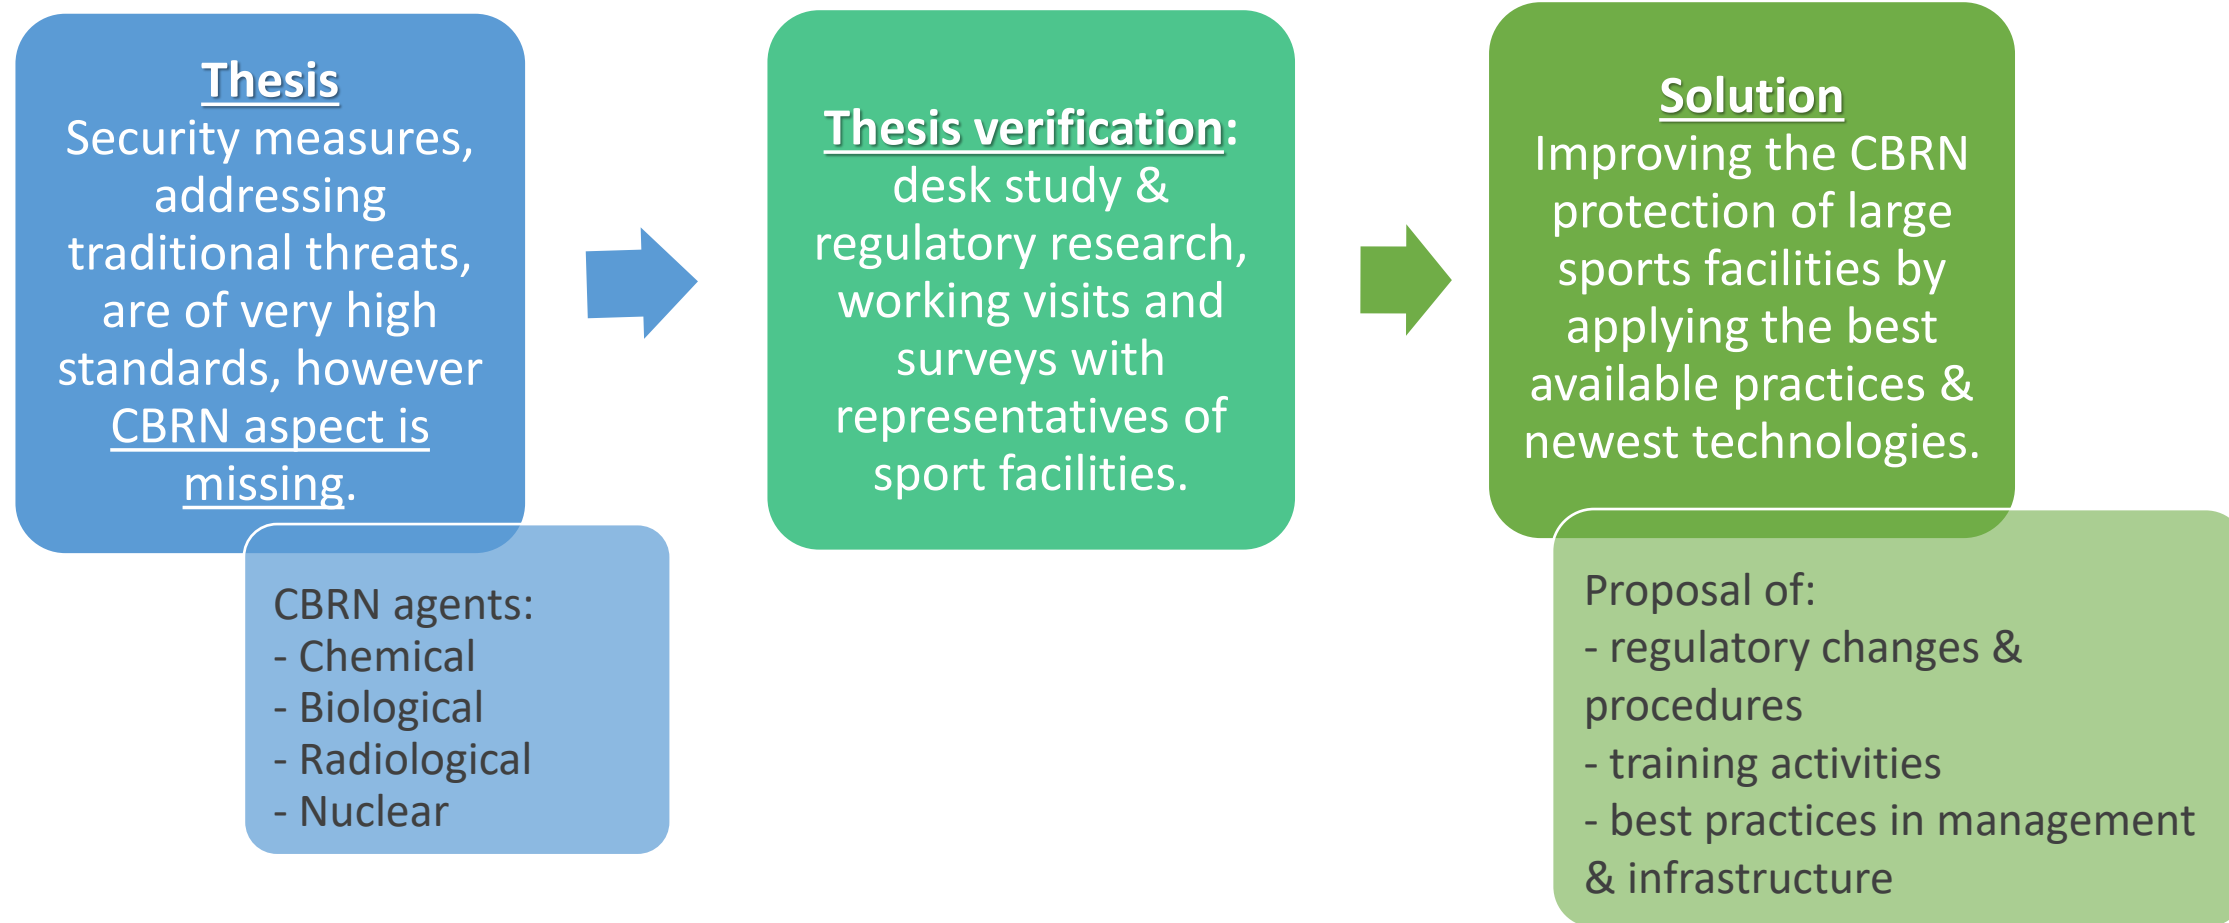 Thesis
Security measures,
addressing
traditional threats,
are of very high
standards, however
CBRN aspect is
missing.
CBRN agents:
- Chemical
- Biological
- Radiological
- Nuclear
Thesis verification:
desk study &
regulatory research,
working visits and
surveys with
representatives of
sport facilities.
Solution
Improving the CBRN
protection of large
sports facilities by
applying the best
available practices &
newest technologies.
Proposal of:
- regulatory changes &
procedures
- training activities
- best practices in management
& infrastructure